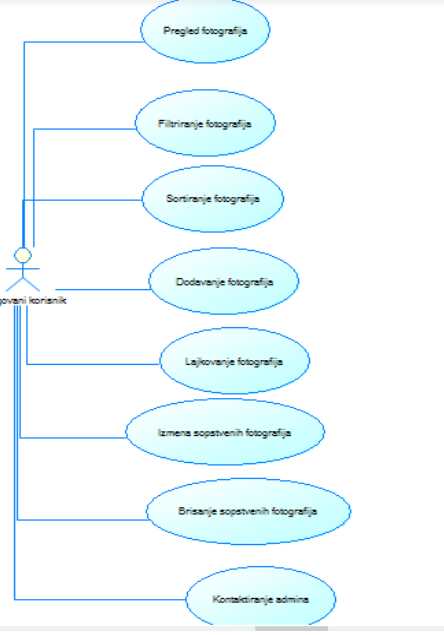 Pregled fotografija
Filtriranje fotografija
Sortiranje fotografija
Dodavanje fotografija
korisnik
Lajkovanje fotografija
Izmena sopstvenih fotografija
Brisanje sopstvenih fotografija
Kontaktiranje admina